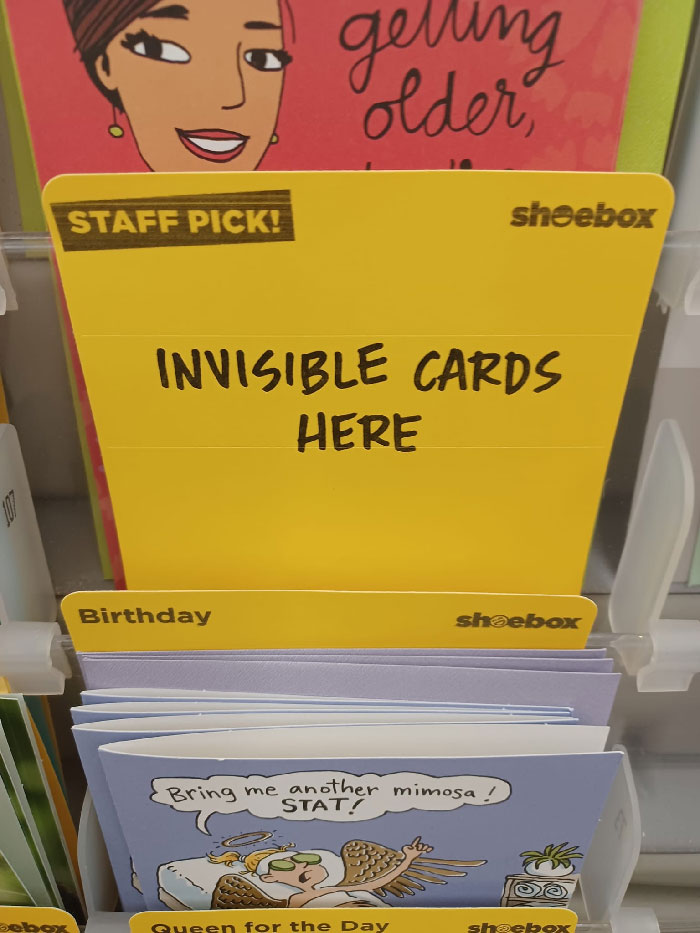 getting
older,
STAFF PICK!
shoebox
INVISIBLE CARDS
HERE
107
Birthday
shoebox
Bring me another mimosa!
STAT!
Queen for the Day
shoebox